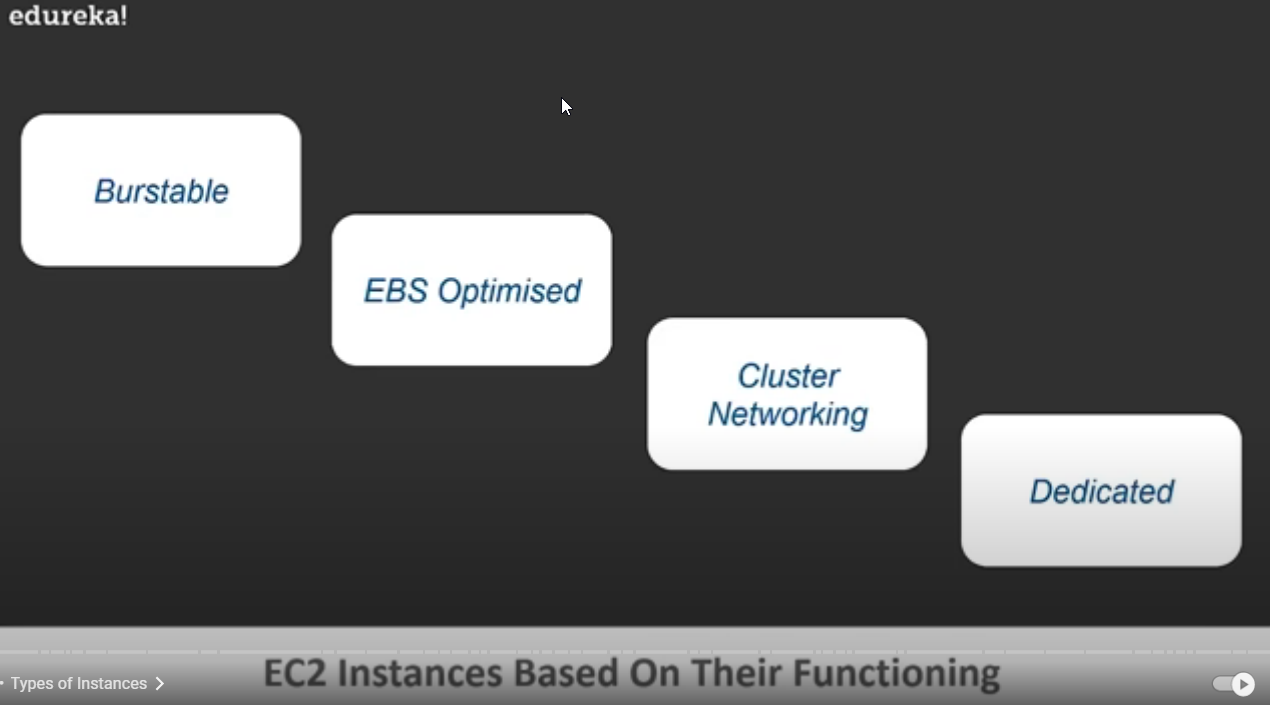 edureka!
Burstable
EBS Optimised
Cluster
Networking
Dedicated
EC2 Instances Based On Their Functioning
• Types of Instances